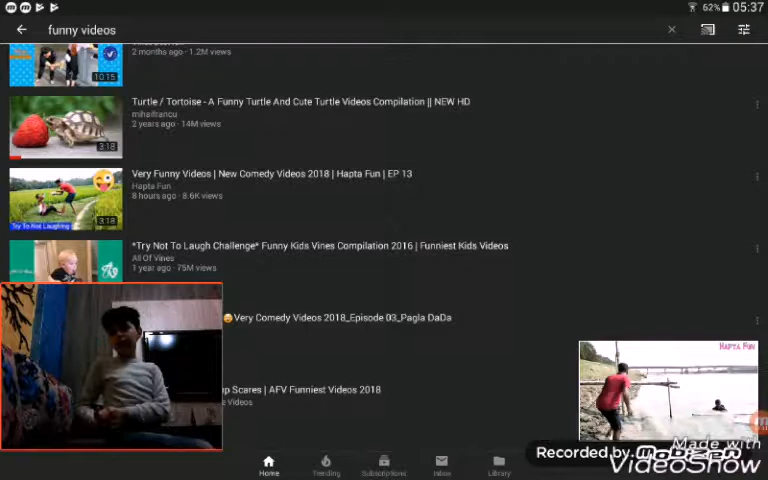 62% 05:37
funny videos
2 months ago · 1.2M views
10:15
Turtle / Tortoise - A Funny Turtle And Cute Turtle Videos Compilation || NEW HD
mihaifrancu
2 years ago · 14M views
3:18
Very Funny Videos | New Comedy Videos 2018 | Hapta Fun | EP 13
Hapta Fun
8 hours ago · 8.6K views
3:18
Try To Not Laughing
*Try Not To Laugh Challenge* Funny Kids Vines Compilation 2016 | Funniest Kids Videos
All Of Vines
1 year ago · 75M views
Very Comedy Videos 2018_Episode 03_Pagla DaDa
HAPTA FUN
p Scares | AFV Funniest Videos 2018
e Videos
Recorded by MOBIZEN
Made with
VideoShow
Home Trending Subscriptions Inbox Library